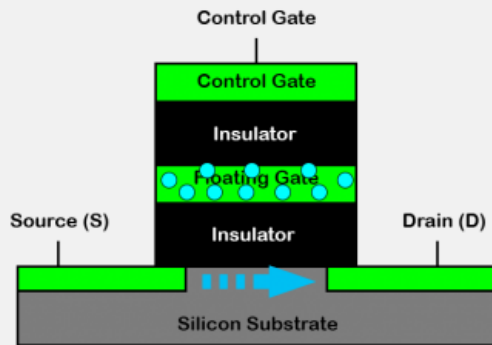 Control Gate
Control Gate
Insulator
Floating Gate
Source (S)
Drain (D)
Insulator
Silicon Substrate